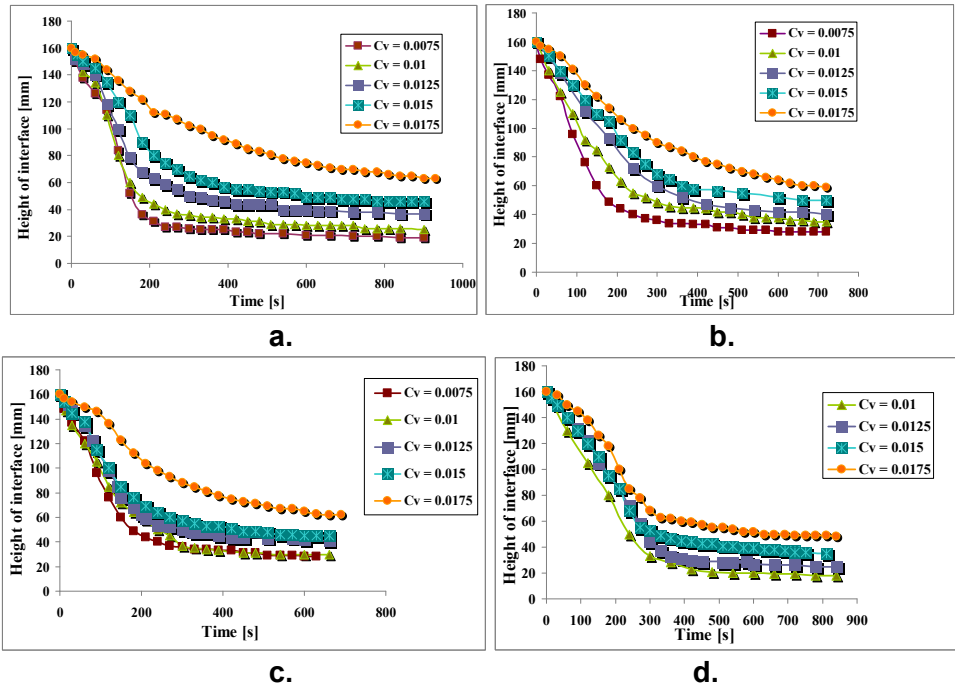 180
160
140
120
100
80
60
40
20
0
Height of interface [mm]
0
200
400
600
800
1000
Time [s]
Cv = 0.0075
Cv = 0.01
Cv = 0.0125
Cv = 0.015
Cv = 0.0175
a.
180
160
140
120
100
80
60
40
20
0
Height of interface [mm]
0
100
200
300
400
500
600
700
800
Time [s]
Cv = 0.0075
Cv = 0.01
Cv = 0.0125
Cv = 0.015
Cv = 0.0175
b.
180
160
140
120
100
80
60
40
20
0
Height of interface [mm]
0
200
400
600
800
Time [s]
Cv = 0.0075
Cv = 0.01
Cv = 0.0125
Cv = 0.015
Cv = 0.0175
c.
180
160
140
120
100
80
60
40
20
0
Height of interface [mm]
0
100
200
300
400
500
600
700
800
900
Time [s]
Cv = 0.01
Cv = 0.0125
Cv = 0.015
Cv = 0.0175
d.